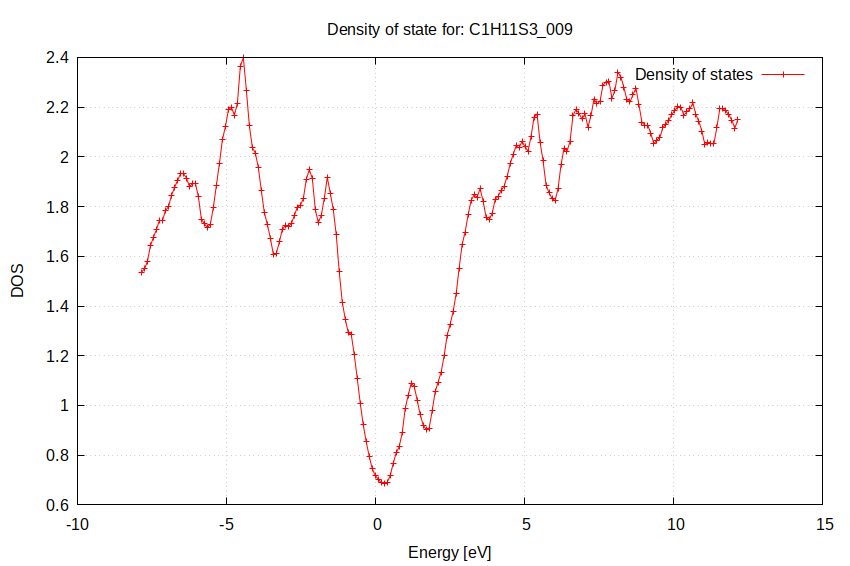 Density of state for: C1H11S3_009
Density of states
2.4
2.2
2
1.8
1.6
1.4
1.2
1
0.8
0.6
DOS
-10 -5 0 5 10 15
Energy [eV]